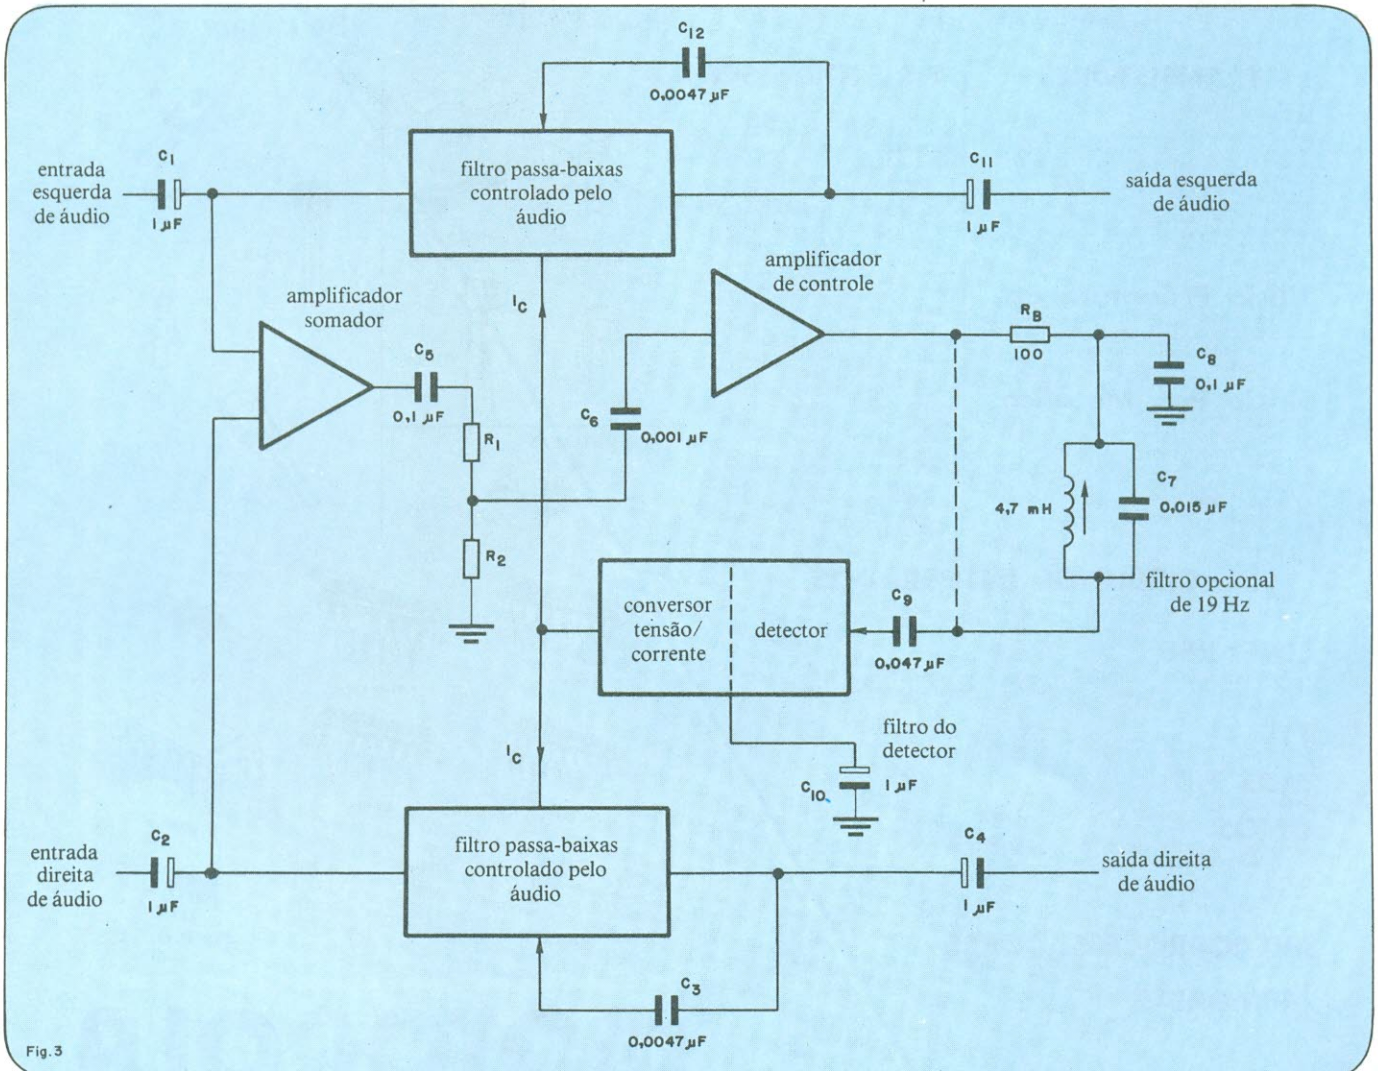 C12
0,0047 µF
entrada
esquerda
de áudio
C1
1 µF
filtro passa-baixas
controlado pelo
áudio
C11
1 µF
saída esquerda
de áudio
amplificador
somador
IC
amplificador
de controle
C5
0,1 µF
R1
R2
C6
0,001 µF
RB
100
C8
0,1 µF
4,7 mH
C7
0,015 µF
filtro opcional
de 19 Hz
conversor
tensão/
corrente
detector
C9
0,047 µF
filtro do
detector
C10
1 µF
IC
entrada
direita
de áudio
C2
1 µF
filtro passa-baixas
controlado pelo
áudio
C4
1 µF
saída direita
de áudio
C3
0,0047 µF
Fig.3